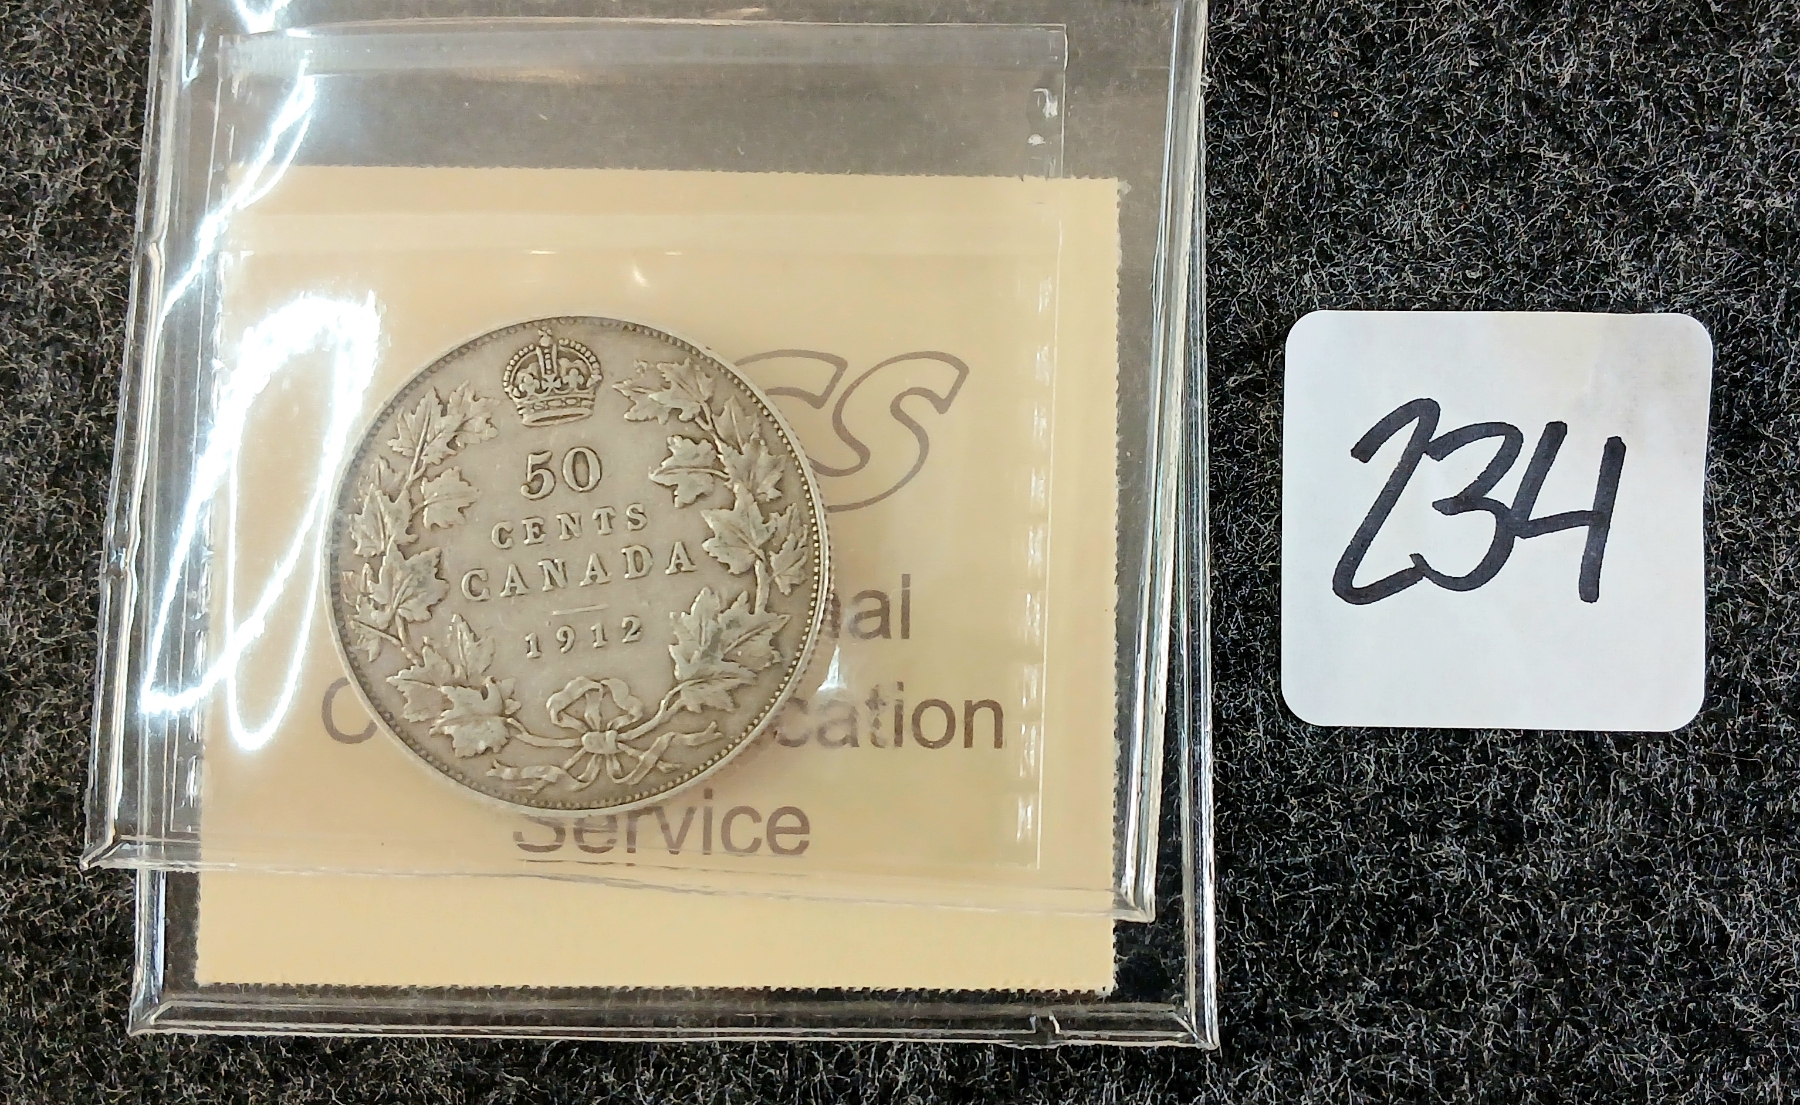 50
CENTS
CANADA
1912
Service
234